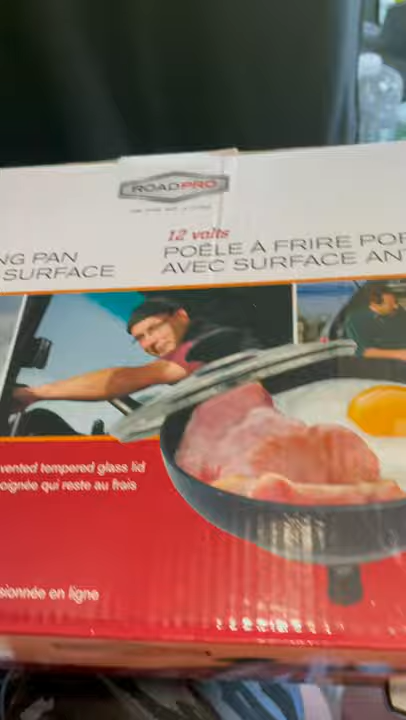 ROADPRO
12 volts
NG PAN
SURFACE
POÊLE À FRIRE POR
AVEC SURFACE ANT
vented tempered glass lid
oignée qui reste au frais
sionnée en ligne